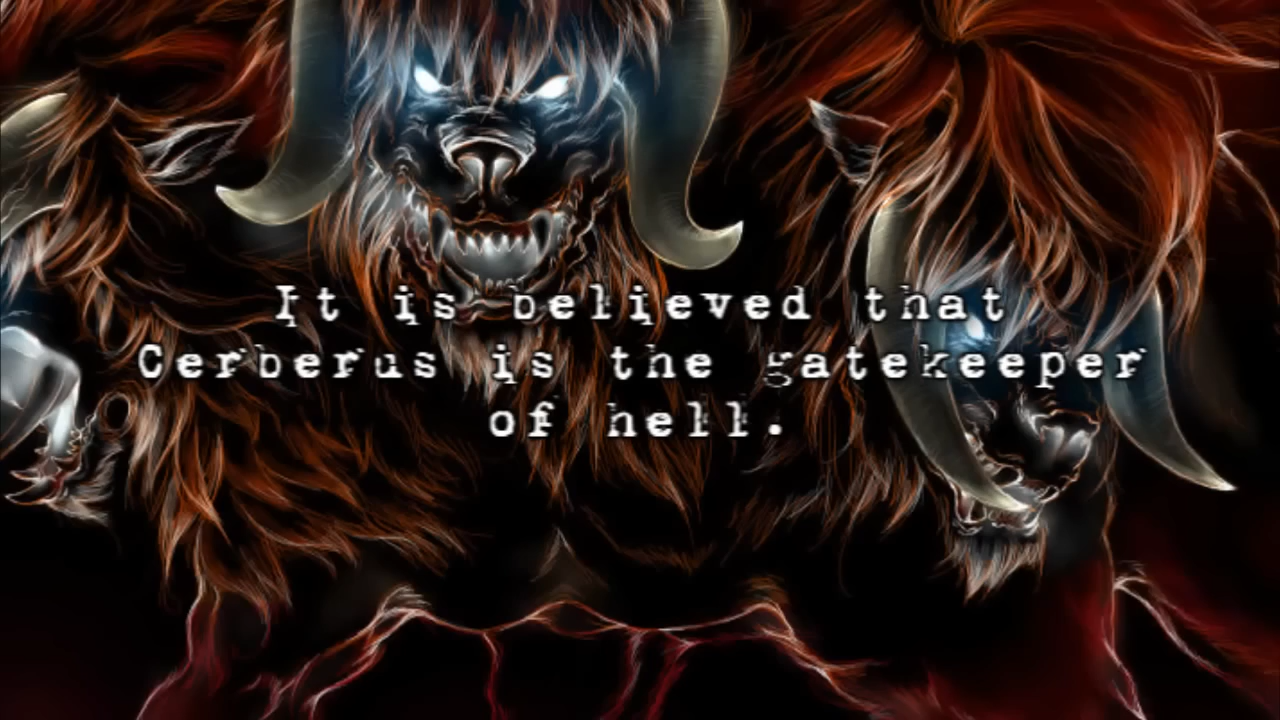 It is believed that
Cerberus is the gatekeeper
of hell.